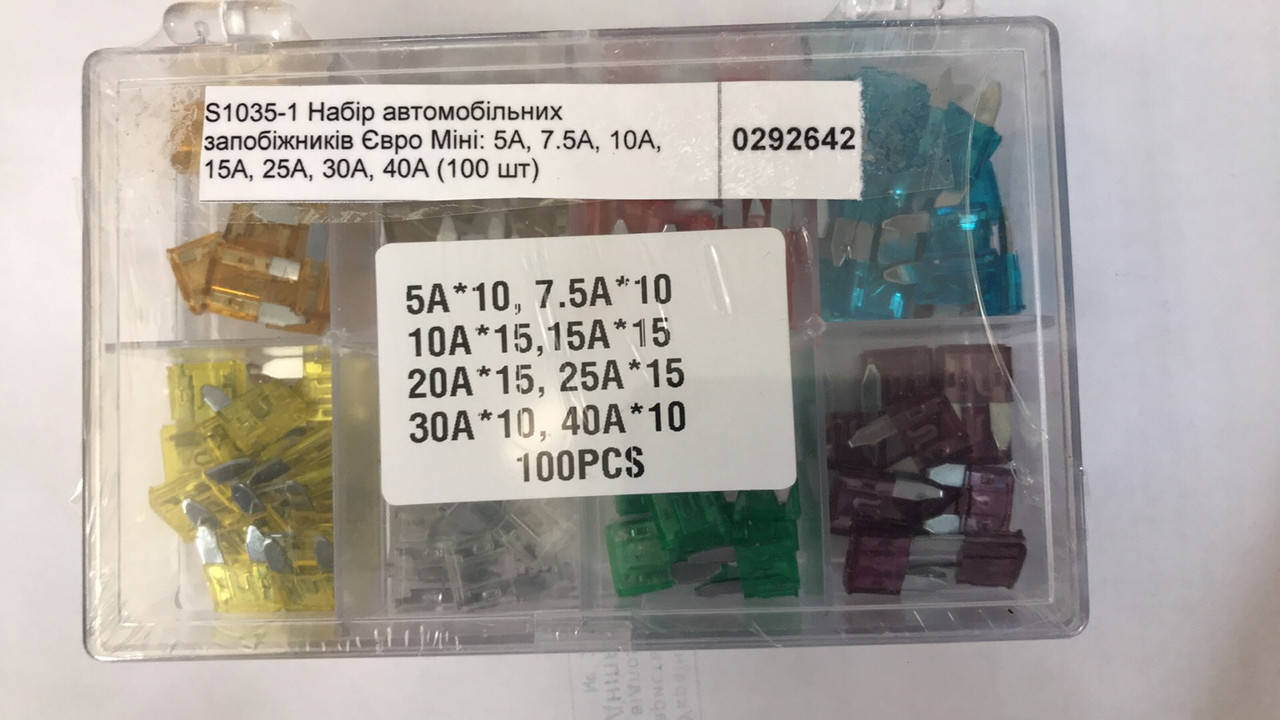 S1035-1 Набір автомобільних
запобіжників Євро Міні: 5А, 7.5А, 10А,
15А, 25А, 30А, 40А (100 шт)
0292642
5A*10, 7.5A*10
10A*15,15A*15
20A*15, 25A*15
30A*10, 40A*10
100PCS